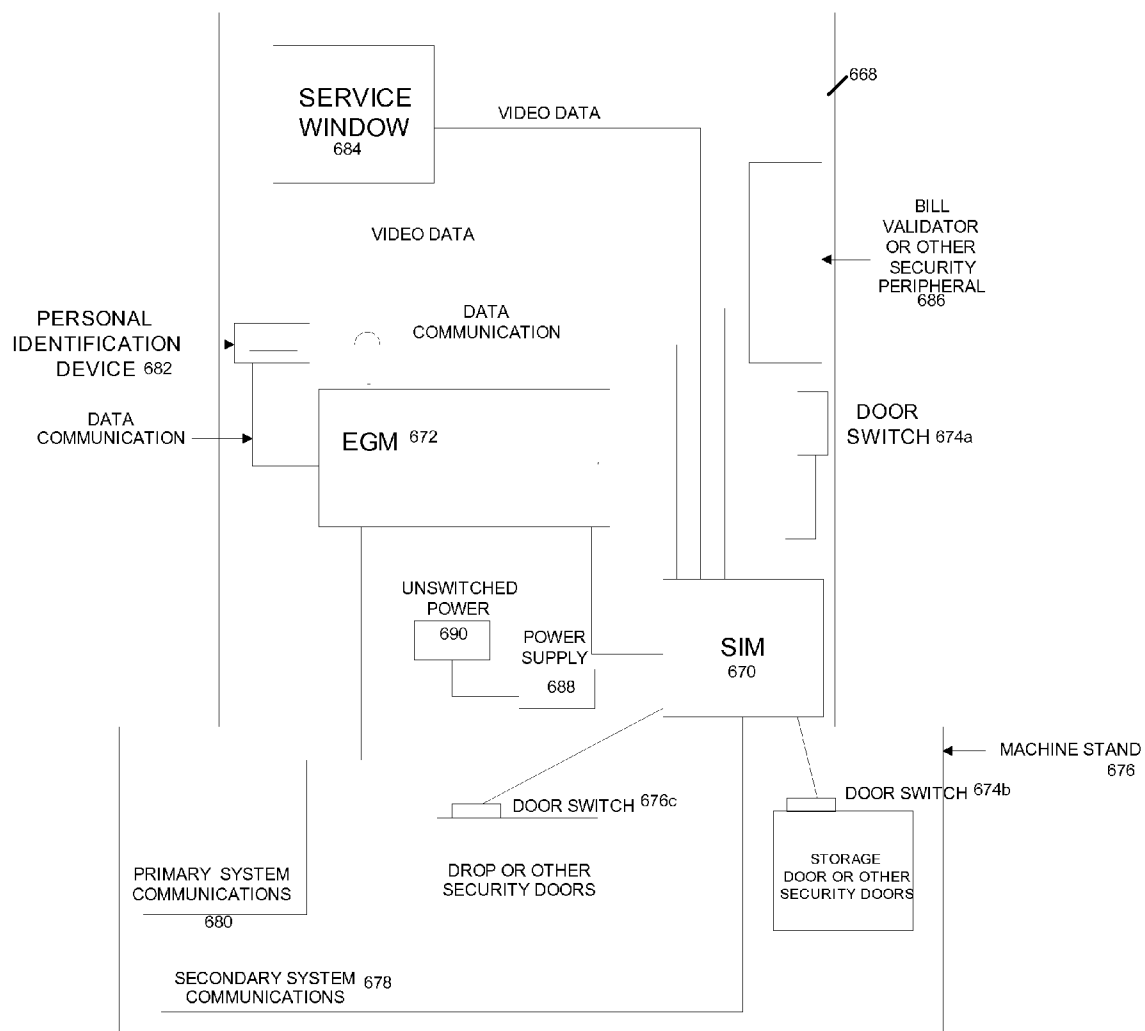 668
SERVICE
WINDOW
684
VIDEO DATA
BILL
VALIDATOR
OR OTHER
SECURITY
PERIPHERAL
686
VIDEO DATA
DATA
COMMUNICATION
PERSONAL
IDENTIFICATION
DEVICE 682
DATA
COMMUNICATION
EGM 672
DOOR
SWITCH 674a
UNSWITCHED
POWER
690
POWER
SUPPLY
688
SIM
670
MACHINE STAND
676
DOOR SWITCH 676c
DOOR SWITCH 674b
DROP OR OTHER
SECURITY DOORS
STORAGE
DOOR OR OTHER
SECURITY DOORS
PRIMARY SYSTEM
COMMUNICATIONS
680
SECONDARY SYSTEM 678
COMMUNICATIONS